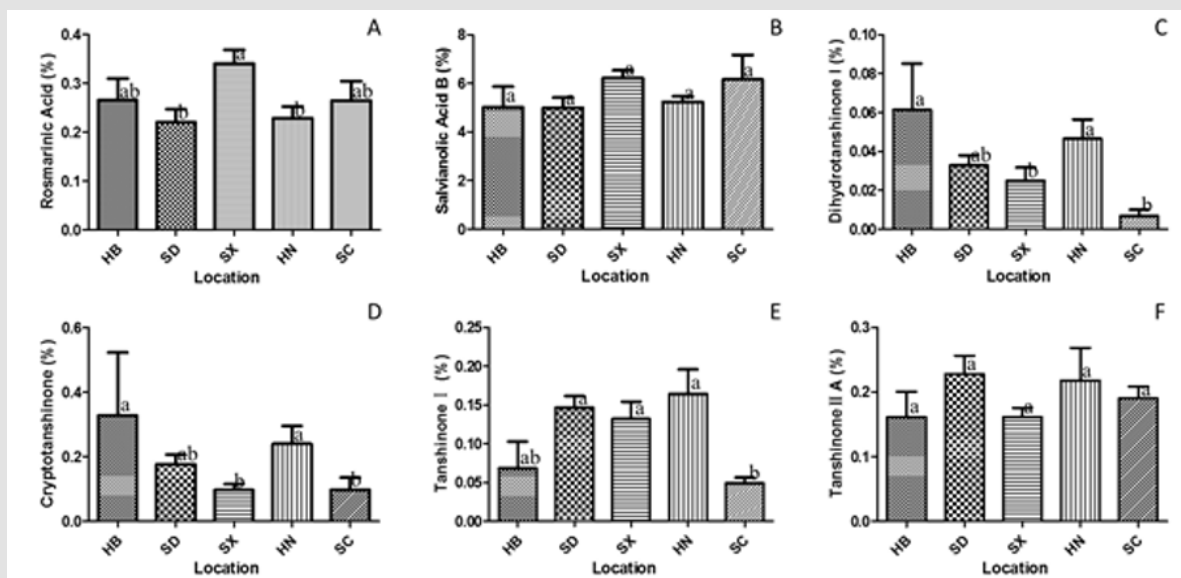 A
Rosmarinic Acid (%)
0.4
0.3
0.2
0.1
0.0
ab
b
a
b
ab
HB
SD
SX
HN
SC
Location
B
Salvianolic Acid B (%)
8
6
4
2
0
a
a
a
a
a
HB
SD
SX
HN
SC
Location
C
Dihydrotanshinone I (%)
0.10
0.08
0.06
0.04
0.02
0.00
a
ab
b
a
b
HB
SD
SX
HN
SC
Location
D
Cryptotanshinone (%)
0.6
0.4
0.2
0.0
a
ab
b
a
b
HB
SD
SX
HN
SC
Location
E
Tanshinone Ⅰ (%)
0.25
0.20
0.15
0.10
0.05
0.00
ab
a
a
a
b
HB
SD
SX
HN
SC
Location
F
Tanshinone II A (%)
0.3
0.2
0.1
0.0
a
a
a
a
a
HB
SD
SX
HN
SC
Location